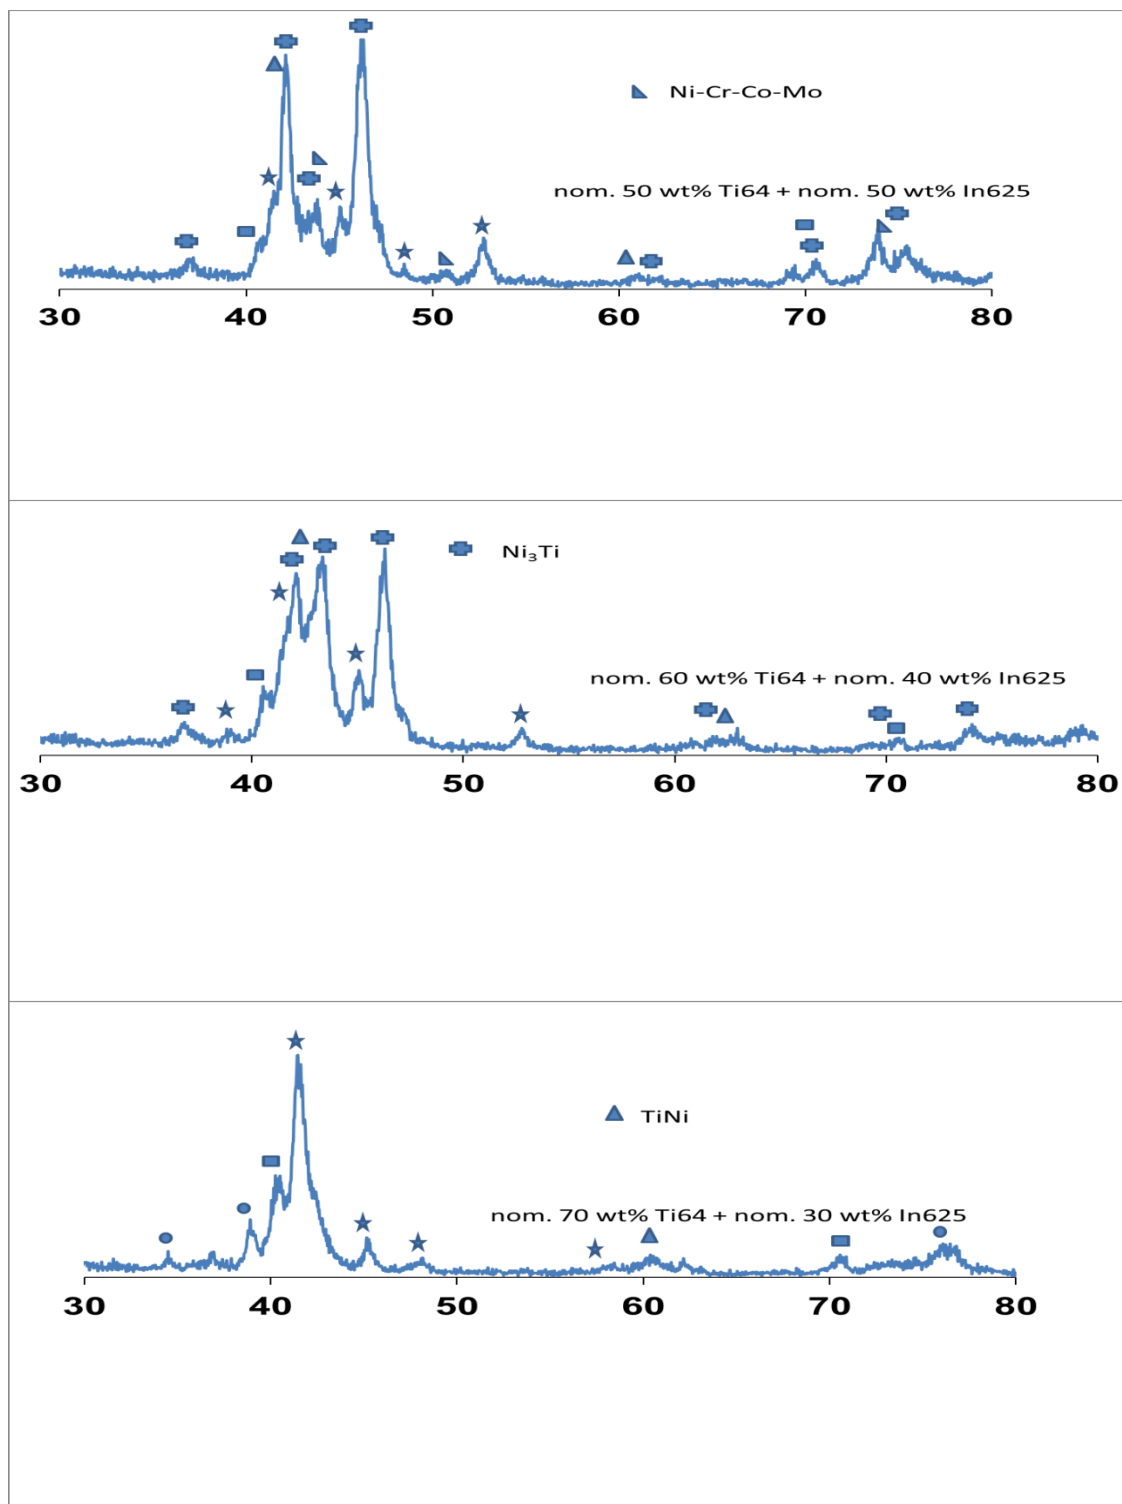 Ni-Cr-Co-Mo
nom. 50 wt% Ti64 + nom. 50 wt% In625
30 40 50 60 70 80
Ni₃Ti
nom. 60 wt% Ti64 + nom. 40 wt% In625
30 40 50 60 70 80
TiNi
nom. 70 wt% Ti64 + nom. 30 wt% In625
30 40 50 60 70 80